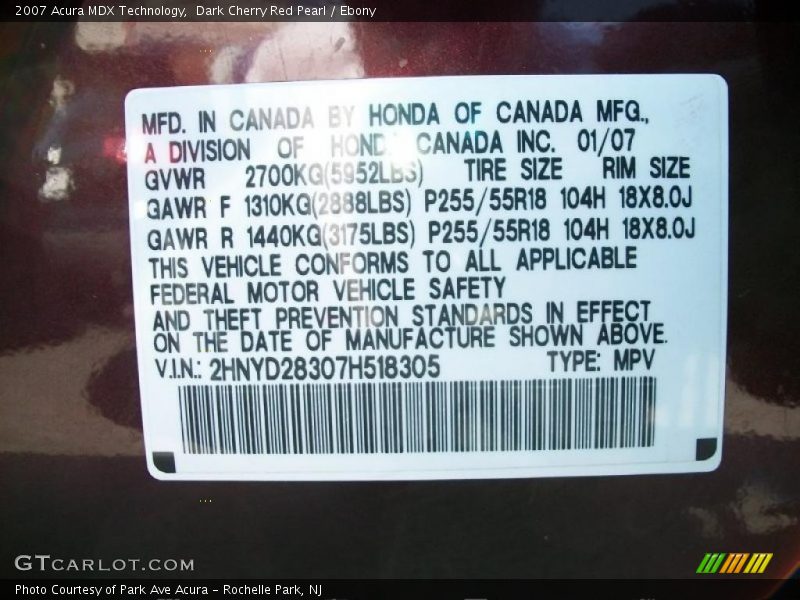 2007 Acura MDX Technology, Dark Cherry Red Pearl / Ebony
MFD. IN CANADA BY HONDA OF CANADA MFG.,
A DIVISION OF HONDA CANADA INC. 01/07
GVWR 2700KG(5952LBS) TIRE SIZE RIM SIZE
GAWR F 1310KG(2888LBS) P255/55R18 104H 18X8.0J
GAWR R 1440KG(3175LBS) P255/55R18 104H 18X8.0J
THIS VEHICLE CONFORMS TO ALL APPLICABLE
FEDERAL MOTOR VEHICLE SAFETY
AND THEFT PREVENTION STANDARDS IN EFFECT
ON THE DATE OF MANUFACTURE SHOWN ABOVE.
V.I.N.: 2HNYD28307H518305 TYPE: MPV
GTCARLOT.COM
Photo Courtesy of Park Ave Acura - Rochelle Park, NJ